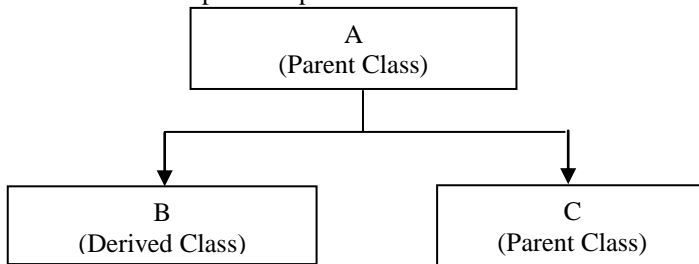 A
(Parent Class)
B
(Derived Class)
C
(Parent Class)